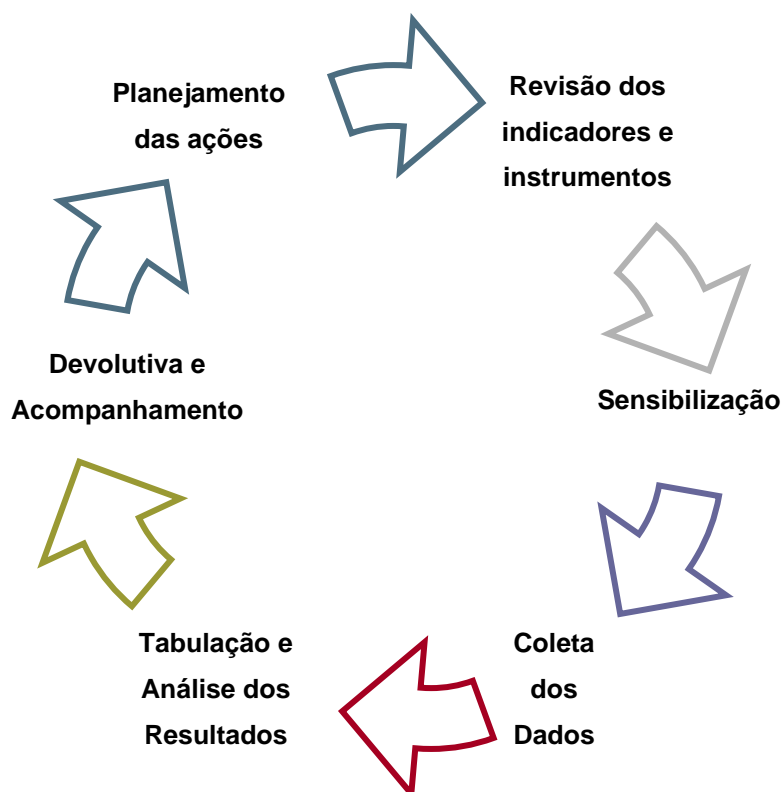 Planejamento
das ações
Revisão dos
indicadores e
instrumentos
Sensibilização
Coleta
dos
Dados
Tabulação e
Análise dos
Resultados
Devolutiva e
Acompanhamento